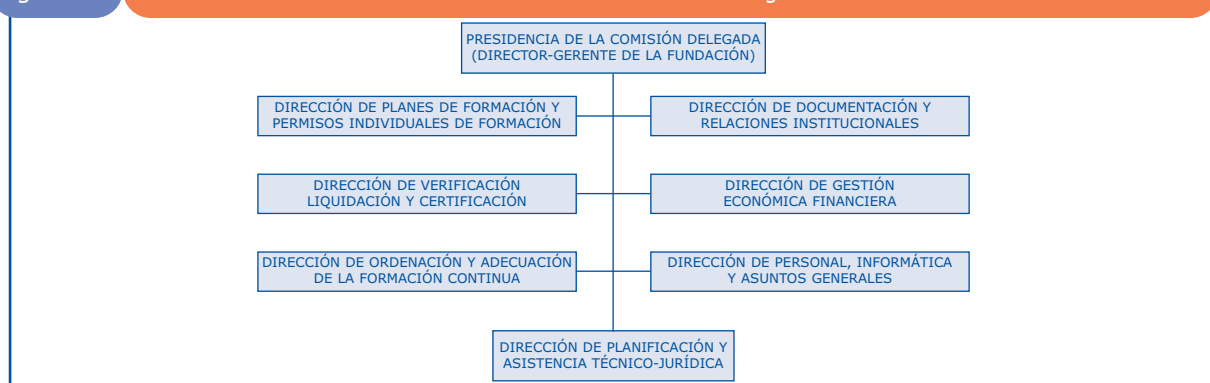 PRESIDENCIA DE LA COMISIÓN DELEGADA
(DIRECTOR-GERENTE DE LA FUNDACIÓN)
DIRECCIÓN DE PLANES DE FORMACIÓN Y
PERMISOS INDIVIDUALES DE FORMACIÓN
DIRECCIÓN DE DOCUMENTACIÓN Y
RELACIONES INSTITUCIONALES
DIRECCIÓN DE VERIFICACIÓN
LIQUIDACIÓN Y CERTIFICACIÓN
DIRECCIÓN DE GESTIÓN
ECONÓMICA FINANCIERA
DIRECCIÓN DE ORDENACIÓN Y ADECUACIÓN
DE LA FORMACIÓN CONTINUA
DIRECCIÓN DE PERSONAL, INFORMÁTICA
Y ASUNTOS GENERALES
DIRECCIÓN DE PLANIFICACIÓN Y
ASISTENCIA TÉCNICO-JURÍDICA